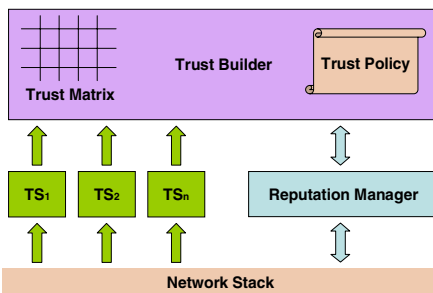 Trust Builder
Trust Policy
Trust Matrix
TS₁
TS₂
TSₙ
Reputation Manager
Network Stack